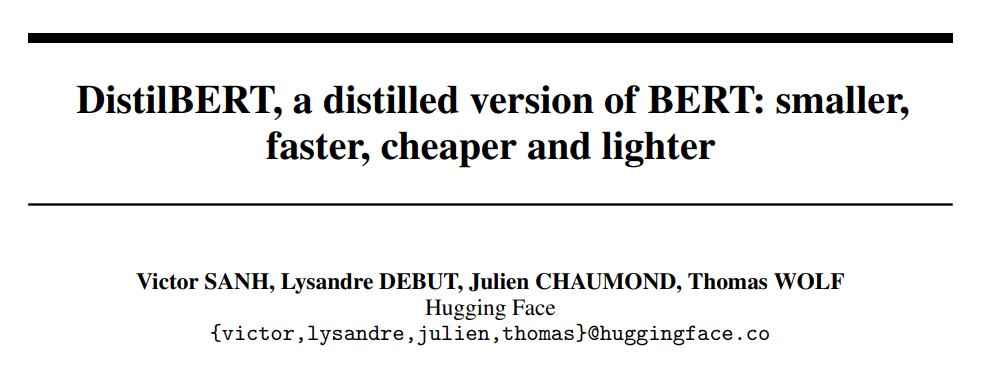 DistilBERT, a distilled version of BERT: smaller,
faster, cheaper and lighter
Victor SANH, Lysandre DEBUT, Julien CHAUMOND, Thomas WOLF
Hugging Face
{victor,lysandre,julien,thomas}@huggingface.co